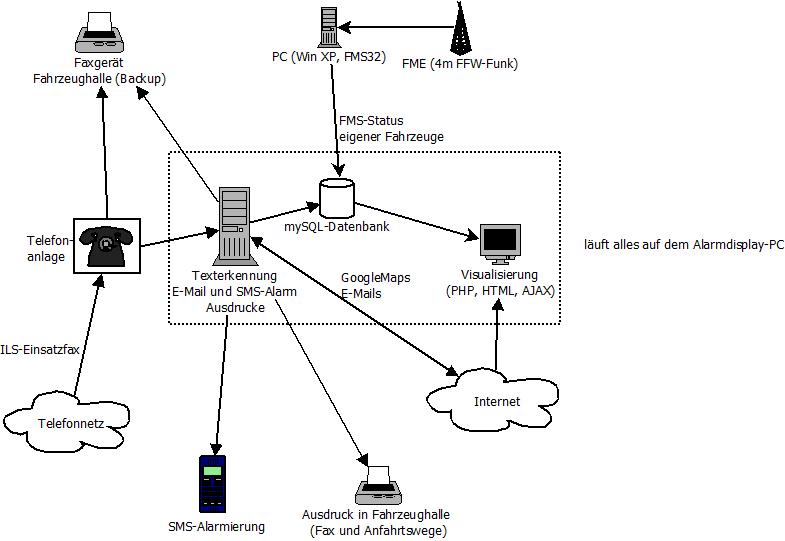 Faxgerät
Fahrzeughalle (Backup)
PC (Win XP, FMS32)
FME (4m FFW-Funk)
FMS-Status
eigener Fahrzeuge
Telefon-
anlage
mySQL-Datenbank
läuft alles auf dem Alarmdisplay-PC
Texterkennung
E-Mail und SMS-Alarm
Ausdrucke
GoogleMaps
E-Mails
Visualisierung
(PHP, HTML, AJAX)
ILS-Einsatzfax
Telefonnetz
Internet
SMS-Alarmierung
Ausdruck in Fahrzeughalle
(Fax und Anfahrtswege)